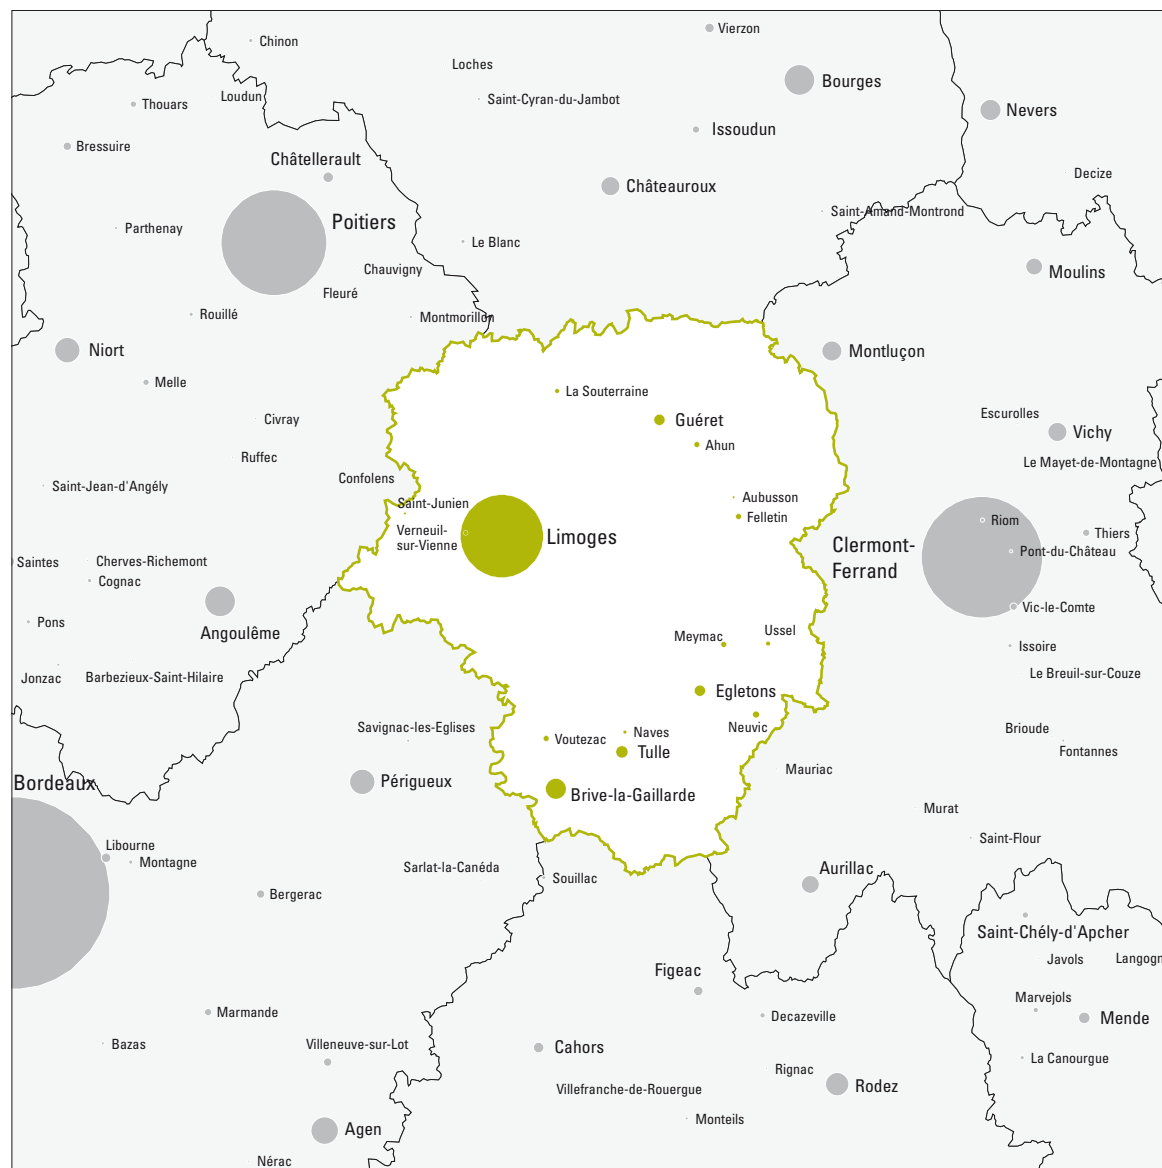 Vierzon
Chinon
Loches
Bourges
Loudun
Saint-Cyran-du-Jambot
Thouars
Nevers
Issoudun
Bressuire
Châtellerault
Decize
Châteauroux
Saint-Amand-Montrond
Poitiers
Parthenay
Le Blanc
Chauvigny
Moulins
Fleuré
Rouillé
Montmorillon
Niort
Montluçon
Melle
La Souterraine
Civray
Guéret
Escurolles
Vichy
Ahun
Ruffec
Le Mayet-de-Montagne
Confolens
Saint-Jean-d'Angély
Aubusson
Saint-Junien
Felletin
Riom
Verneuil-
sur-Vienne
Limoges
Thiers
Clermont-
Ferrand
Pont-du-Château
Saintes
Cherves-Richemont
Cognac
Vic-le-Comte
Pons
Angoulême
Ussel
Meymac
Issoire
Jonzac
Barbezieux-Saint-Hilaire
Le Breuil-sur-Couze
Egletons
Savignac-les-Eglises
Neuvic
Brioude
Naves
Voutezac
Tulle
Fontannes
Mauriac
Bordeaux
Périgueux
Brive-la-Gaillarde
Murat
Saint-Flour
Libourne
Montagne
Sarlat-la-Canéda
Aurillac
Souillac
Bergerac
Saint-Chély-d'Apcher
Javols
Langogn
Figeac
Marvejols
Marmande
Decazeville
Mende
Bazas
Villeneuve-sur-Lot
Cahors
La Canourgue
Rignac
Villefranche-de-Rouergue
Rodez
Monteils
Agen
Nérac